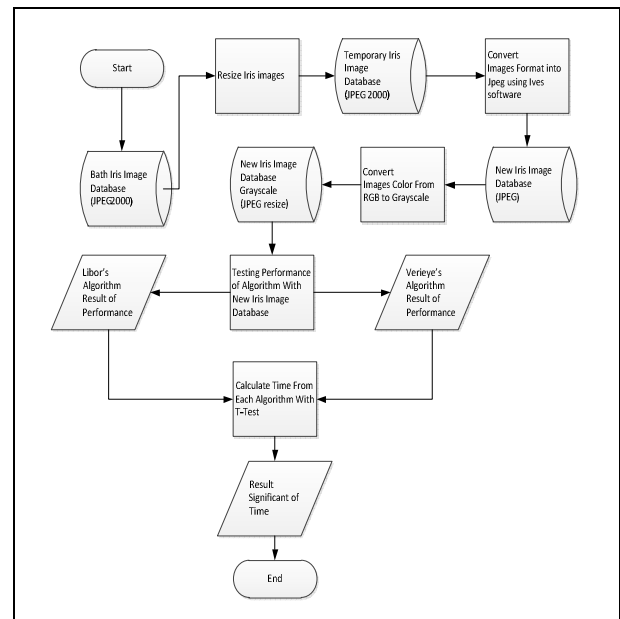 Start
Resize Iris images
Temporary Iris
Image
Database
(JPEG 2000)
Convert
Images Format into
Jpeg using Ives
software
Bath Iris Image
Database
(JPEG2000)
New Iris Image
Database
Grayscale
(JPEG resize)
Convert
Images Color From
RGB to Grayscale
New Iris Image
Database
(JPEG)
Libor's
Algorithm
Result of
Performance
Testing Performance
of Algorithm With
New Iris Image
Database
Verieye's
Algorithm
Result of
Performance
Calculate Time From
Each Algorithm With
T-Test
Result
Significant of
Time
End